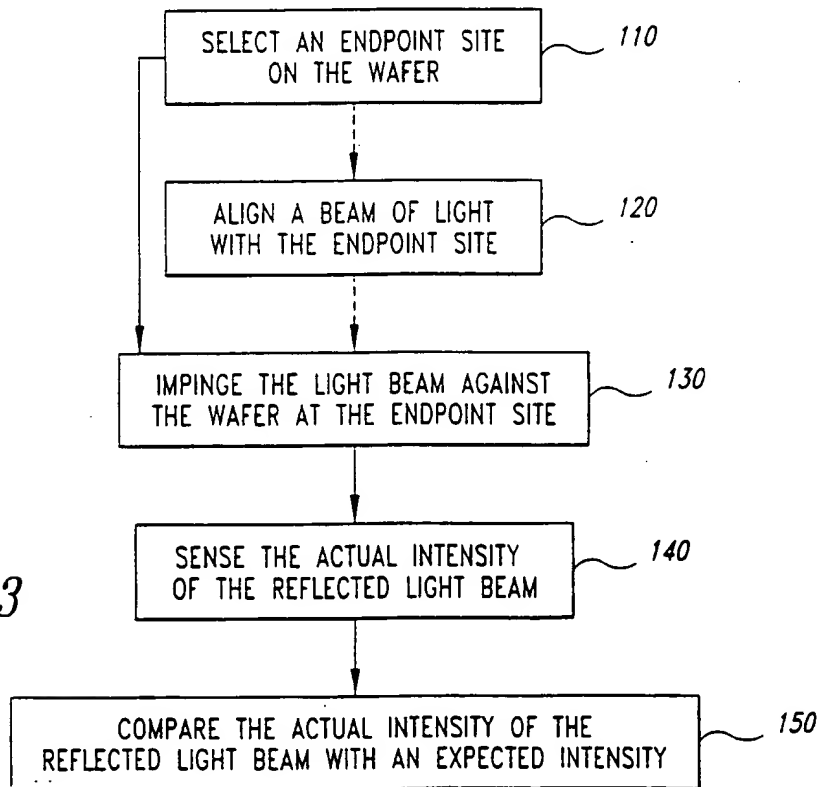 SELECT AN ENDPOINT SITE
ON THE WAFER
110
ALIGN A BEAM OF LIGHT
WITH THE ENDPOINT SITE
120
IMPINGE THE LIGHT BEAM AGAINST
THE WAFER AT THE ENDPOINT SITE
130
SENSE THE ACTUAL INTENSITY
OF THE REFLECTED LIGHT BEAM
140
3
COMPARE THE ACTUAL INTENSITY OF THE
REFLECTED LIGHT BEAM WITH AN EXPECTED INTENSITY
150